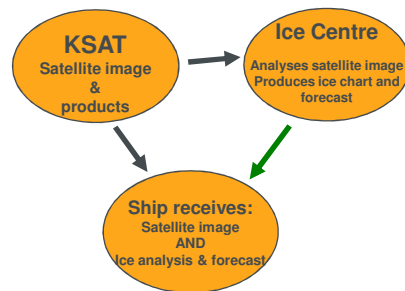 KSAT
Satellite image
&
products
Ice Centre
Analyses satellite image
Produces ice chart and
forecast
Ship receives:
Satellite image
AND
Ice analysis & forecast